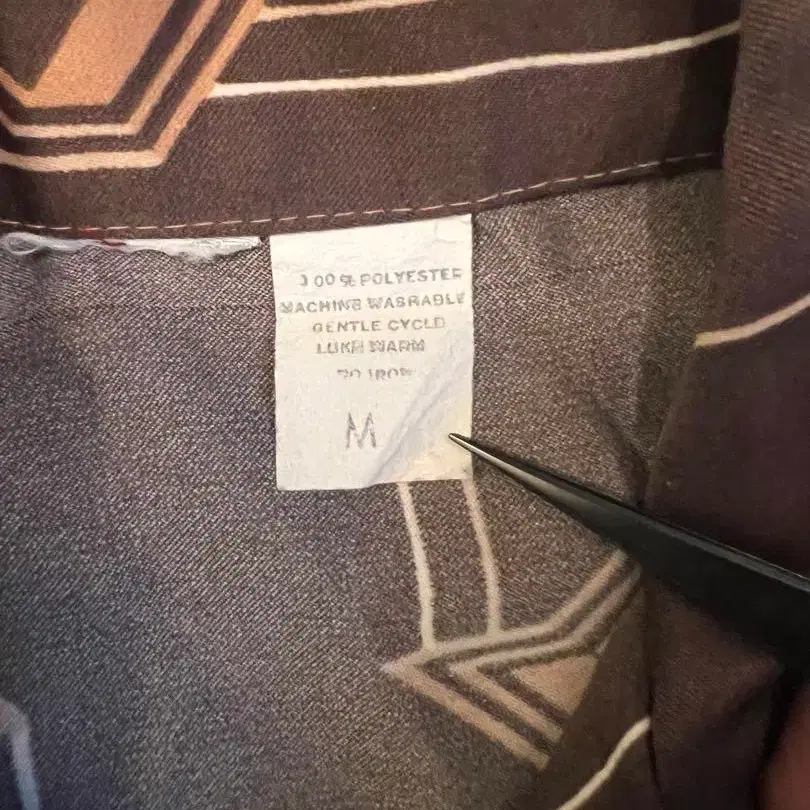 100% POLYESTER
MACHINE WASHABLE
GENTLE CYCLE
LUKE WARM
NO IRON
M